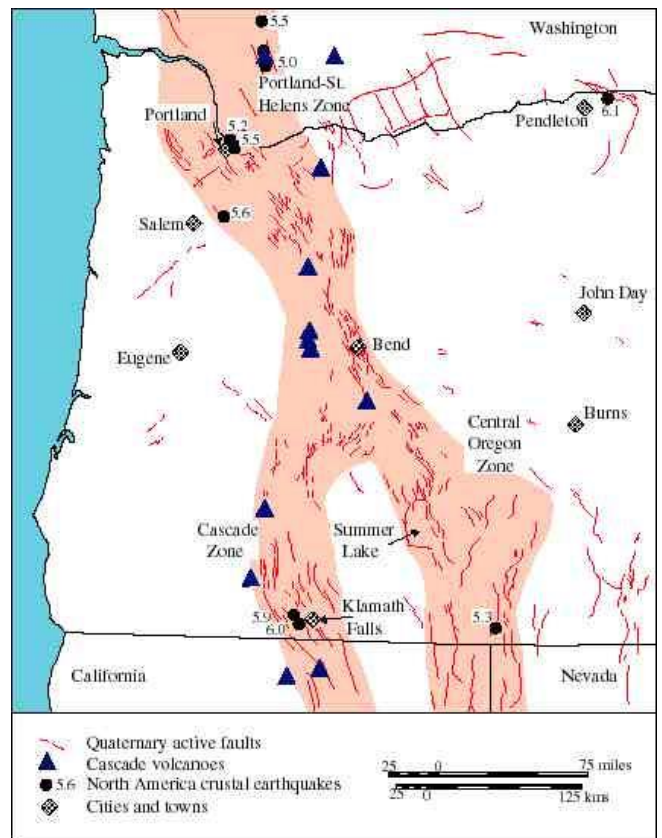 5.5
Washington
5.0
Portland-St.
Helens Zone
Portland
Pendleton
6.1
5.2
5.5
5.6
Salem
John Day
Bend
Eugene
Burns
Central
Oregon
Zone
Cascade
Zone
Summer
Lake
Klamath
Falls
5.9
6.0
5.3
California
Nevada
Quaternary active faults
Cascade volcanoes
5.6 North America crustal earthquakes
Cities and towns
25 0 75 miles
25 0 125 kms